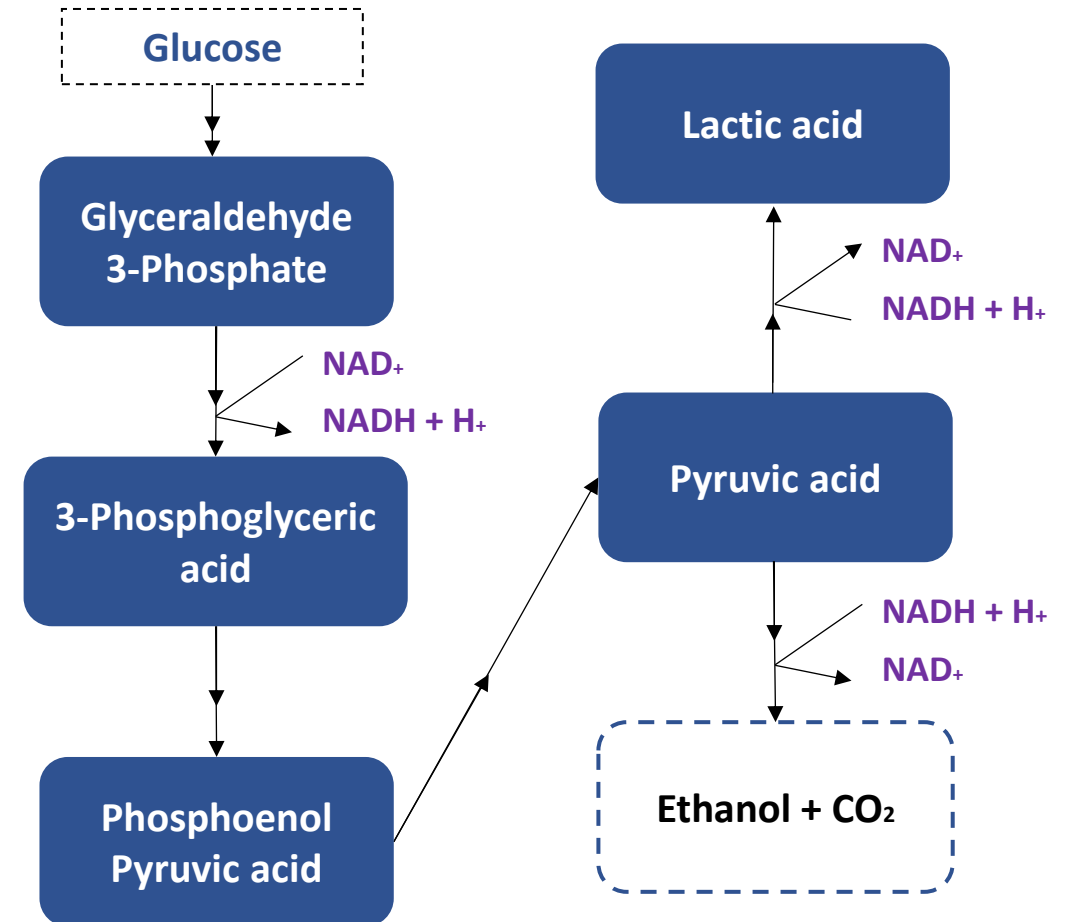 Glucose
Glyceraldehyde
3-Phosphate
NAD+
NADH + H+
3-Phosphoglyceric
acid
Phosphoenol
Pyruvic acid
Lactic acid
NAD+
NADH + H+
Pyruvic acid
NADH + H+
NAD+
Ethanol + CO2